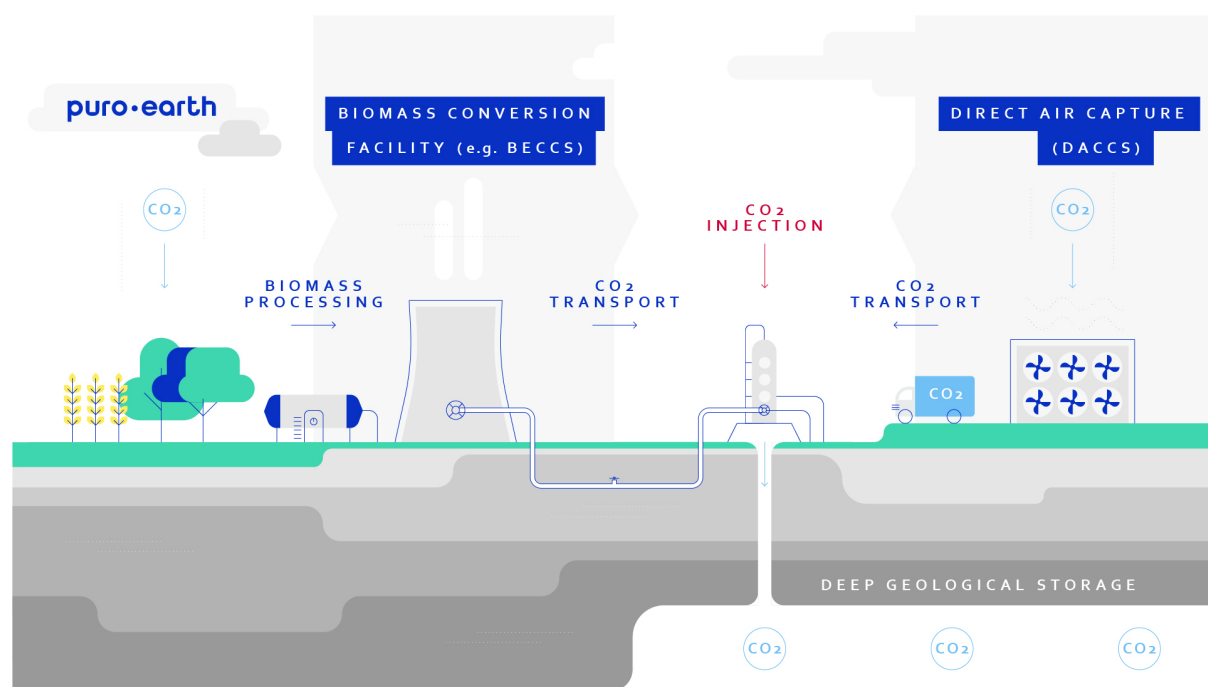 puro·earth
BIOMASS CONVERSION
FACILITY (e.g. BECCS)
DIRECT AIR CAPTURE
(DACCS)
CO2
CO2
CO2
INJECTION
BIOMASS
PROCESSING
CO2
TRANSPORT
CO2
TRANSPORT
CO2
DEEP GEOLOGICAL STORAGE
CO2
CO2
CO2